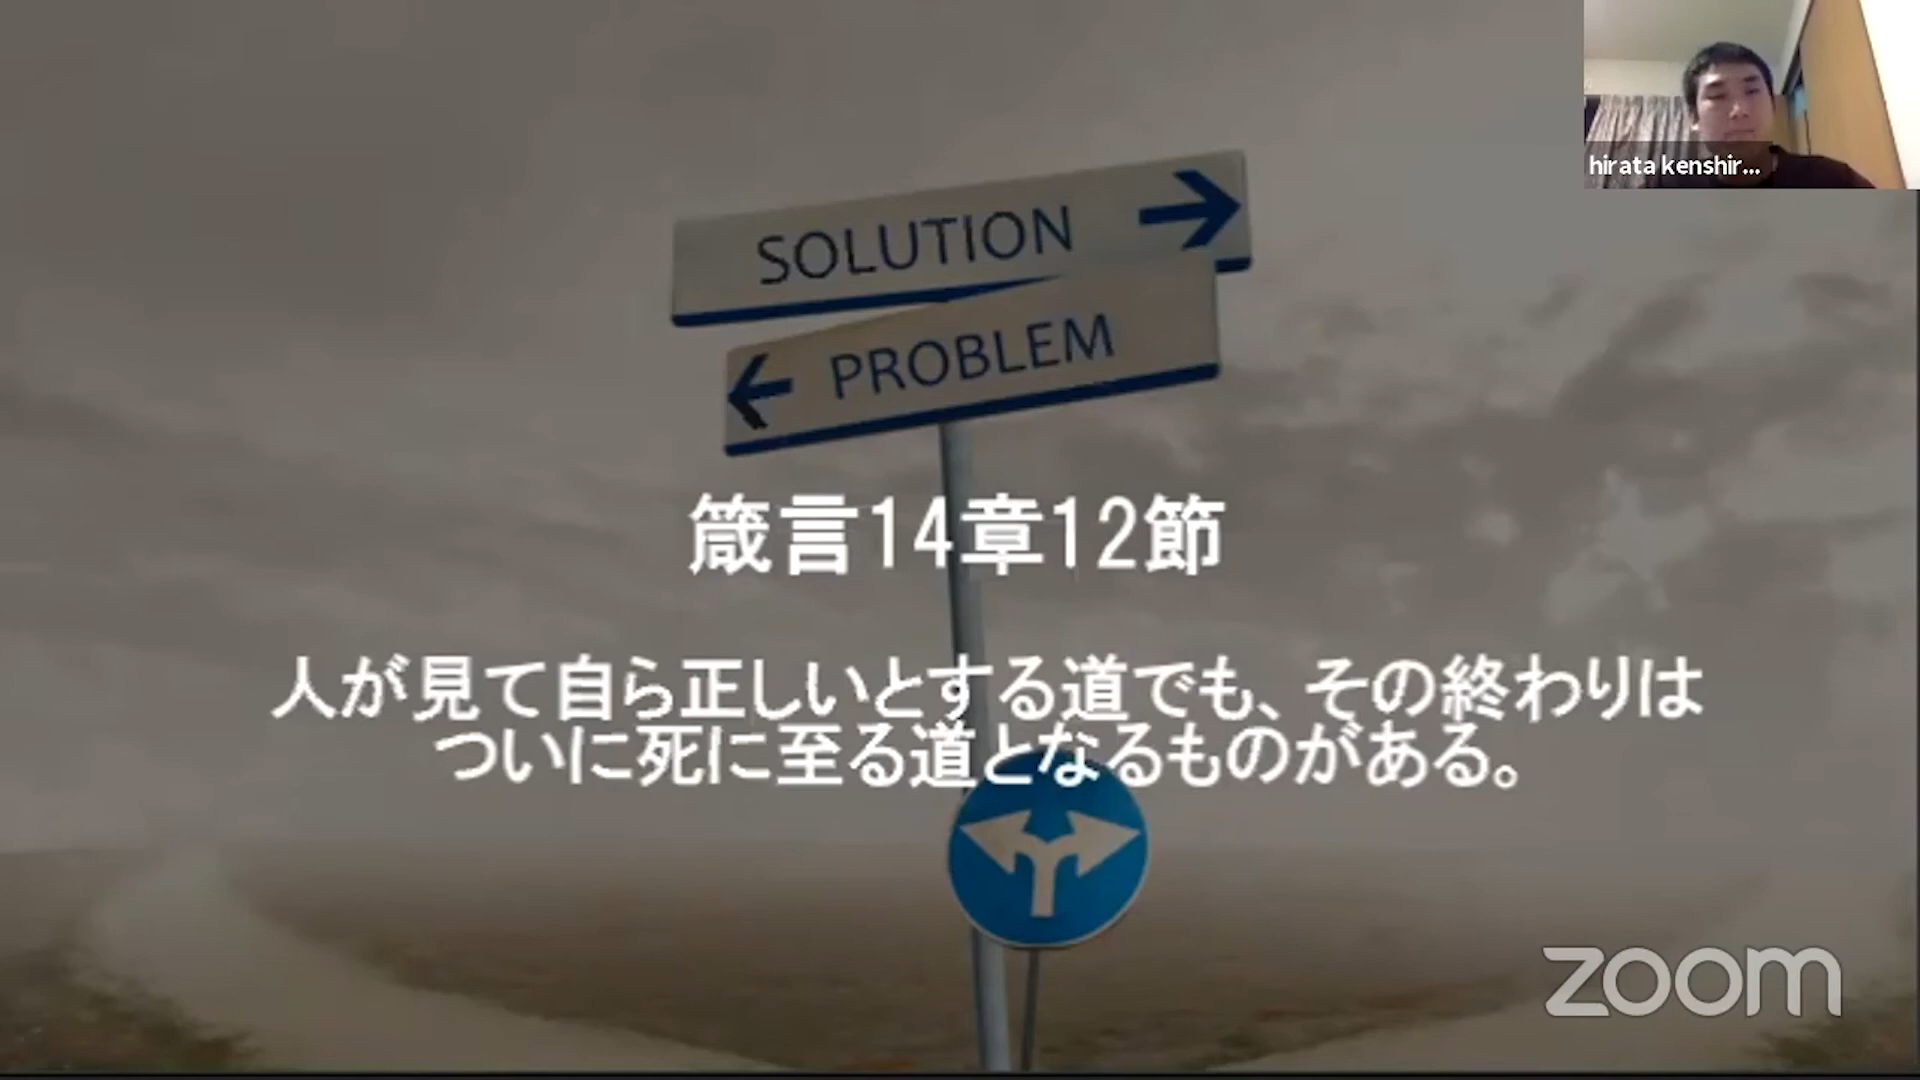 hirata kenshir...
SOLUTION
PROBLEM
箴言14章12節
人が見て自ら正しいとする道でも、その終わりは
ついに死に至る道となるものがある。
zoom